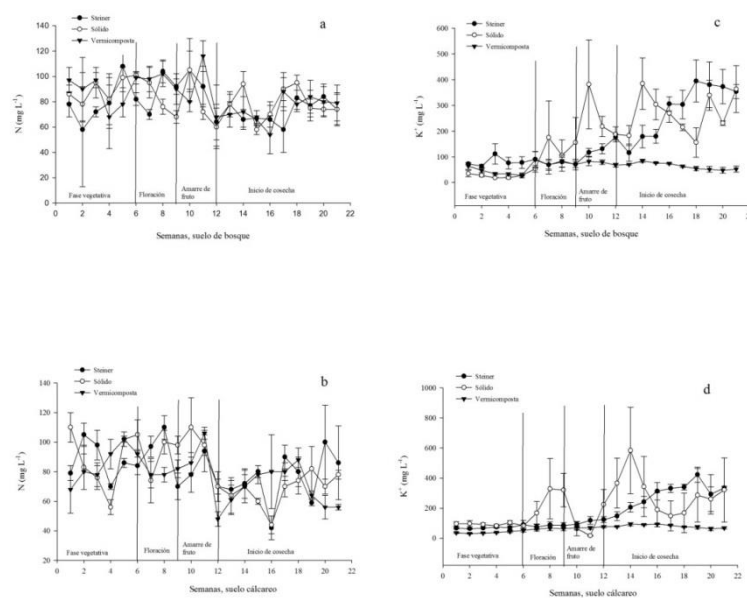 a
Steiner
Sólido
Vermicomposta
140
120
100
80
60
40
20
0
N (mg L-1)
Fase vegetativa
Floración
Amarre de
fruto
Inicio de cosecha
0 2 4 6 8 10 12 14 16 18 20 22
Semanas, suelo de bosque
c
Steiner
Sólido
Vermicomposta
600
500
400
300
200
100
0
K+ (mg L-1)
Fase vegetativa
Floración
Amarre de
fruto
Inicio de cosecha
0 2 4 6 8 10 12 14 16 18 20 22
Semanas, suelo de bosque
b
Steiner
Sólido
Vermicomposta
140
120
100
80
60
40
20
N (mg L-1)
Fase vegetativa
Floración
Amarre de
fruto
Inicio de cosecha
0 2 4 6 8 10 12 14 16 18 20 22
Semanas, suelo cálcareo
d
Steiner
Sólido
Vermicomposta
1000
800
600
400
200
0
K+ (mg L-1)
Fase vegetativa
Floración
Amarre de
fruto
Inicio de cosecha
0 2 4 6 8 10 12 14 16 18 20 22
Semanas, suelo cálcareo